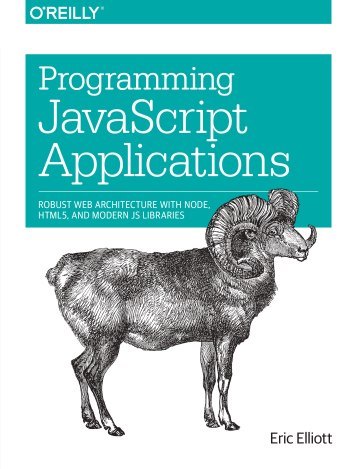 O'REILLY®
Programming
JavaScript
Applications
ROBUST WEB ARCHITECTURE WITH NODE,
HTML5, AND MODERN JS LIBRARIES
Eric Elliott